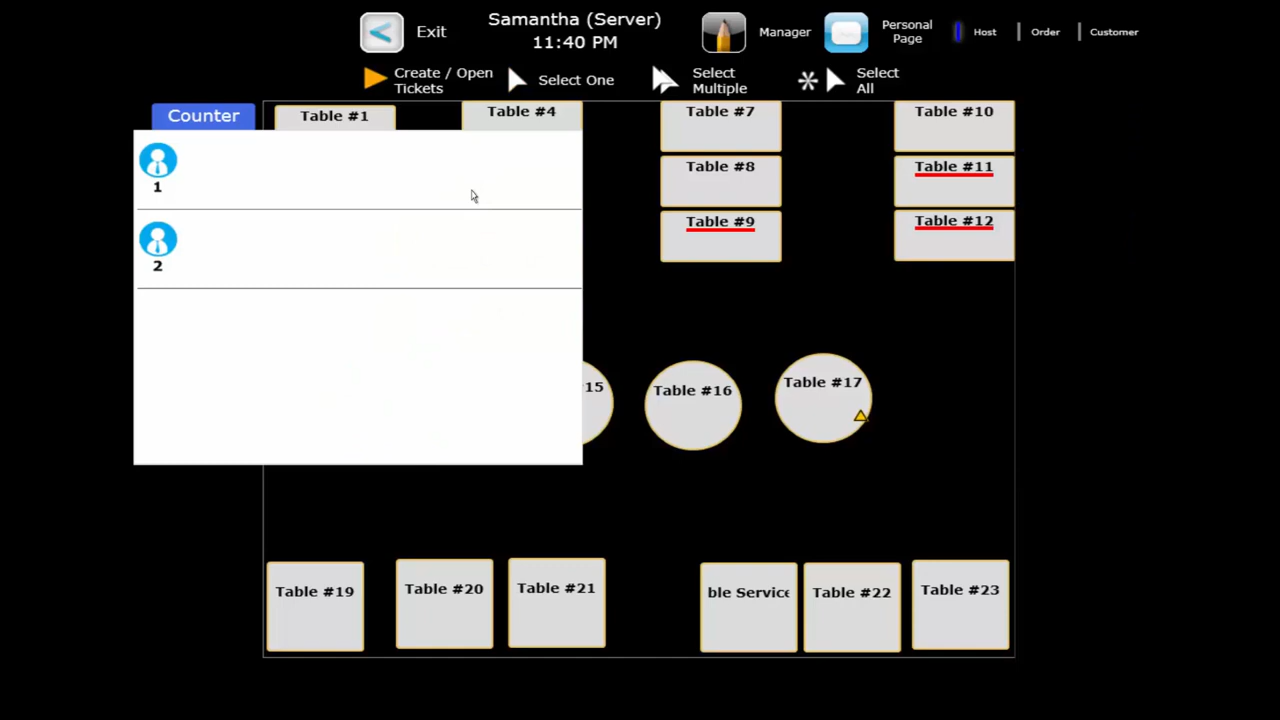 Exit
Samantha (Server)
11:40 PM
Manager
Personal
Page
Host
Order
Customer
Create / Open
Tickets
Select One
Select
Multiple
Select
All
Counter
Table #1
Table #4
Table #7
Table #10
1
Table #8
Table #11
2
Table #9
Table #12
15
Table #16
Table #17
Table #19
Table #20
Table #21
ble Service
Table #22
Table #23